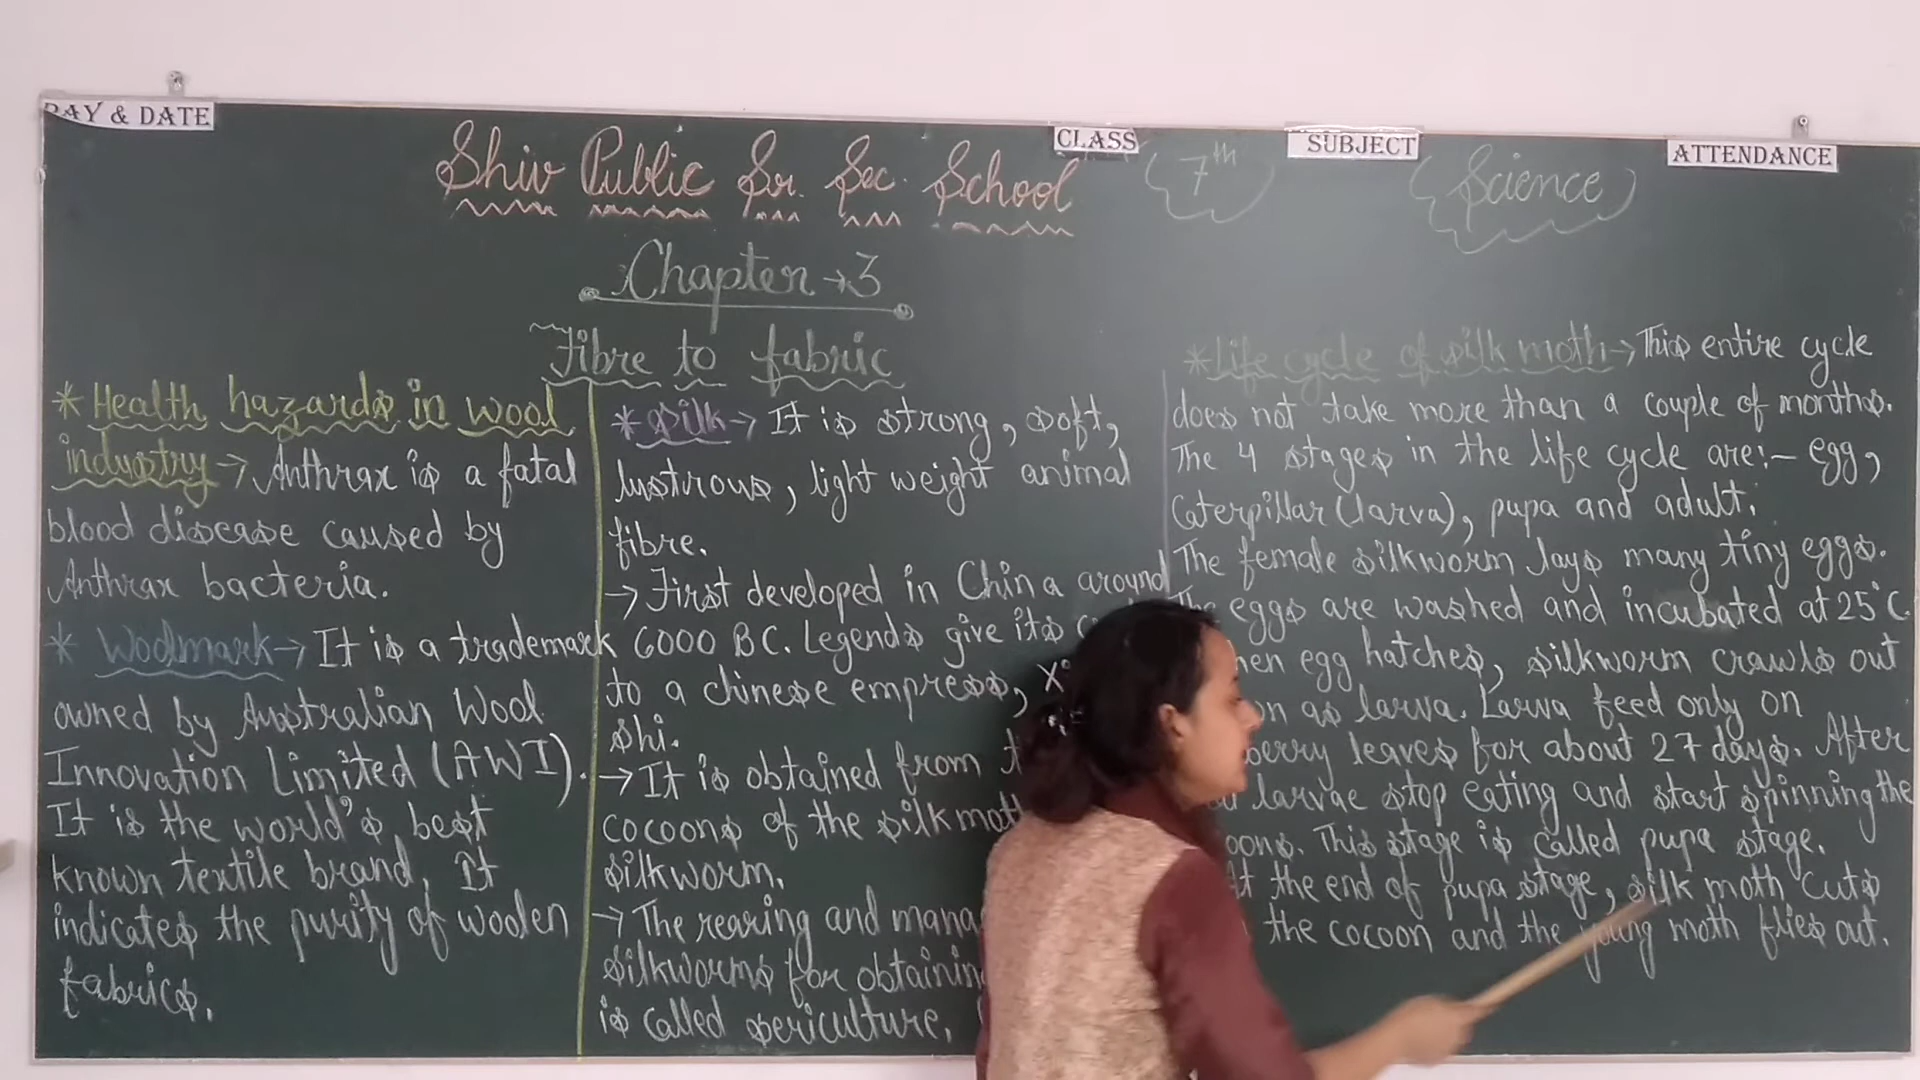 DAY & DATE
CLASS
SUBJECT
ATTENDANCE
Shiv Public Sr. Sec. School
7th
Science
Chapter → 3
Fibre to fabric
* Health hazards in wool
industry → Anthrax is a fatal
blood disease caused by
Anthrax bacteria.
* Woolmark → It is a trademark
owned by Australian Wool
Innovation Limited (AWI).
It is the world's best
known textile brand. It
indicates the purity of woolen
fabrics.
* Silk → It is strong, soft,
lustrous, light weight animal
fibre.
→ First developed in China around
6000 BC. Legends give its
to a chinese empress,
shi.
→ It is obtained from
cocoons of the silk
silkworm.
→ The rearing and
silkworms for
is called sericulture.
* Life cycle of silk moth → This entire cycle
does not take more than a couple of months.
The 4 stages in the life cycle are:- egg,
Caterpillar (larva), pupa and adult.
The female silkworm lays many tiny eggs.
eggs are washed and incubated at 25°C.
egg hatches, silkworm crawls out
as larva. Larva feed only on
leaves for about 27 days. After
larvae stop eating and start spinning the
This stage is called pupa stage.
At the end of pupa stage, silk moth cuts
the cocoon and the young moth flies out.